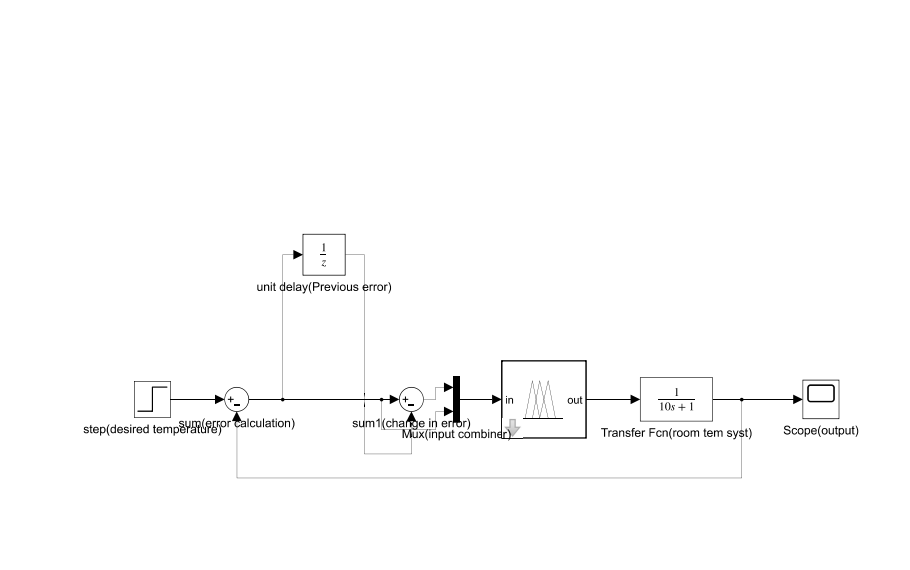 1
z
unit delay(Previous error)
+
-
+
-
in
out
1
10s + 1
step(desired temperature)
sum(error calculation)
sum1(change in error)
Mux(input combiner)
Transfer Fcn(room tem syst)
Scope(output)